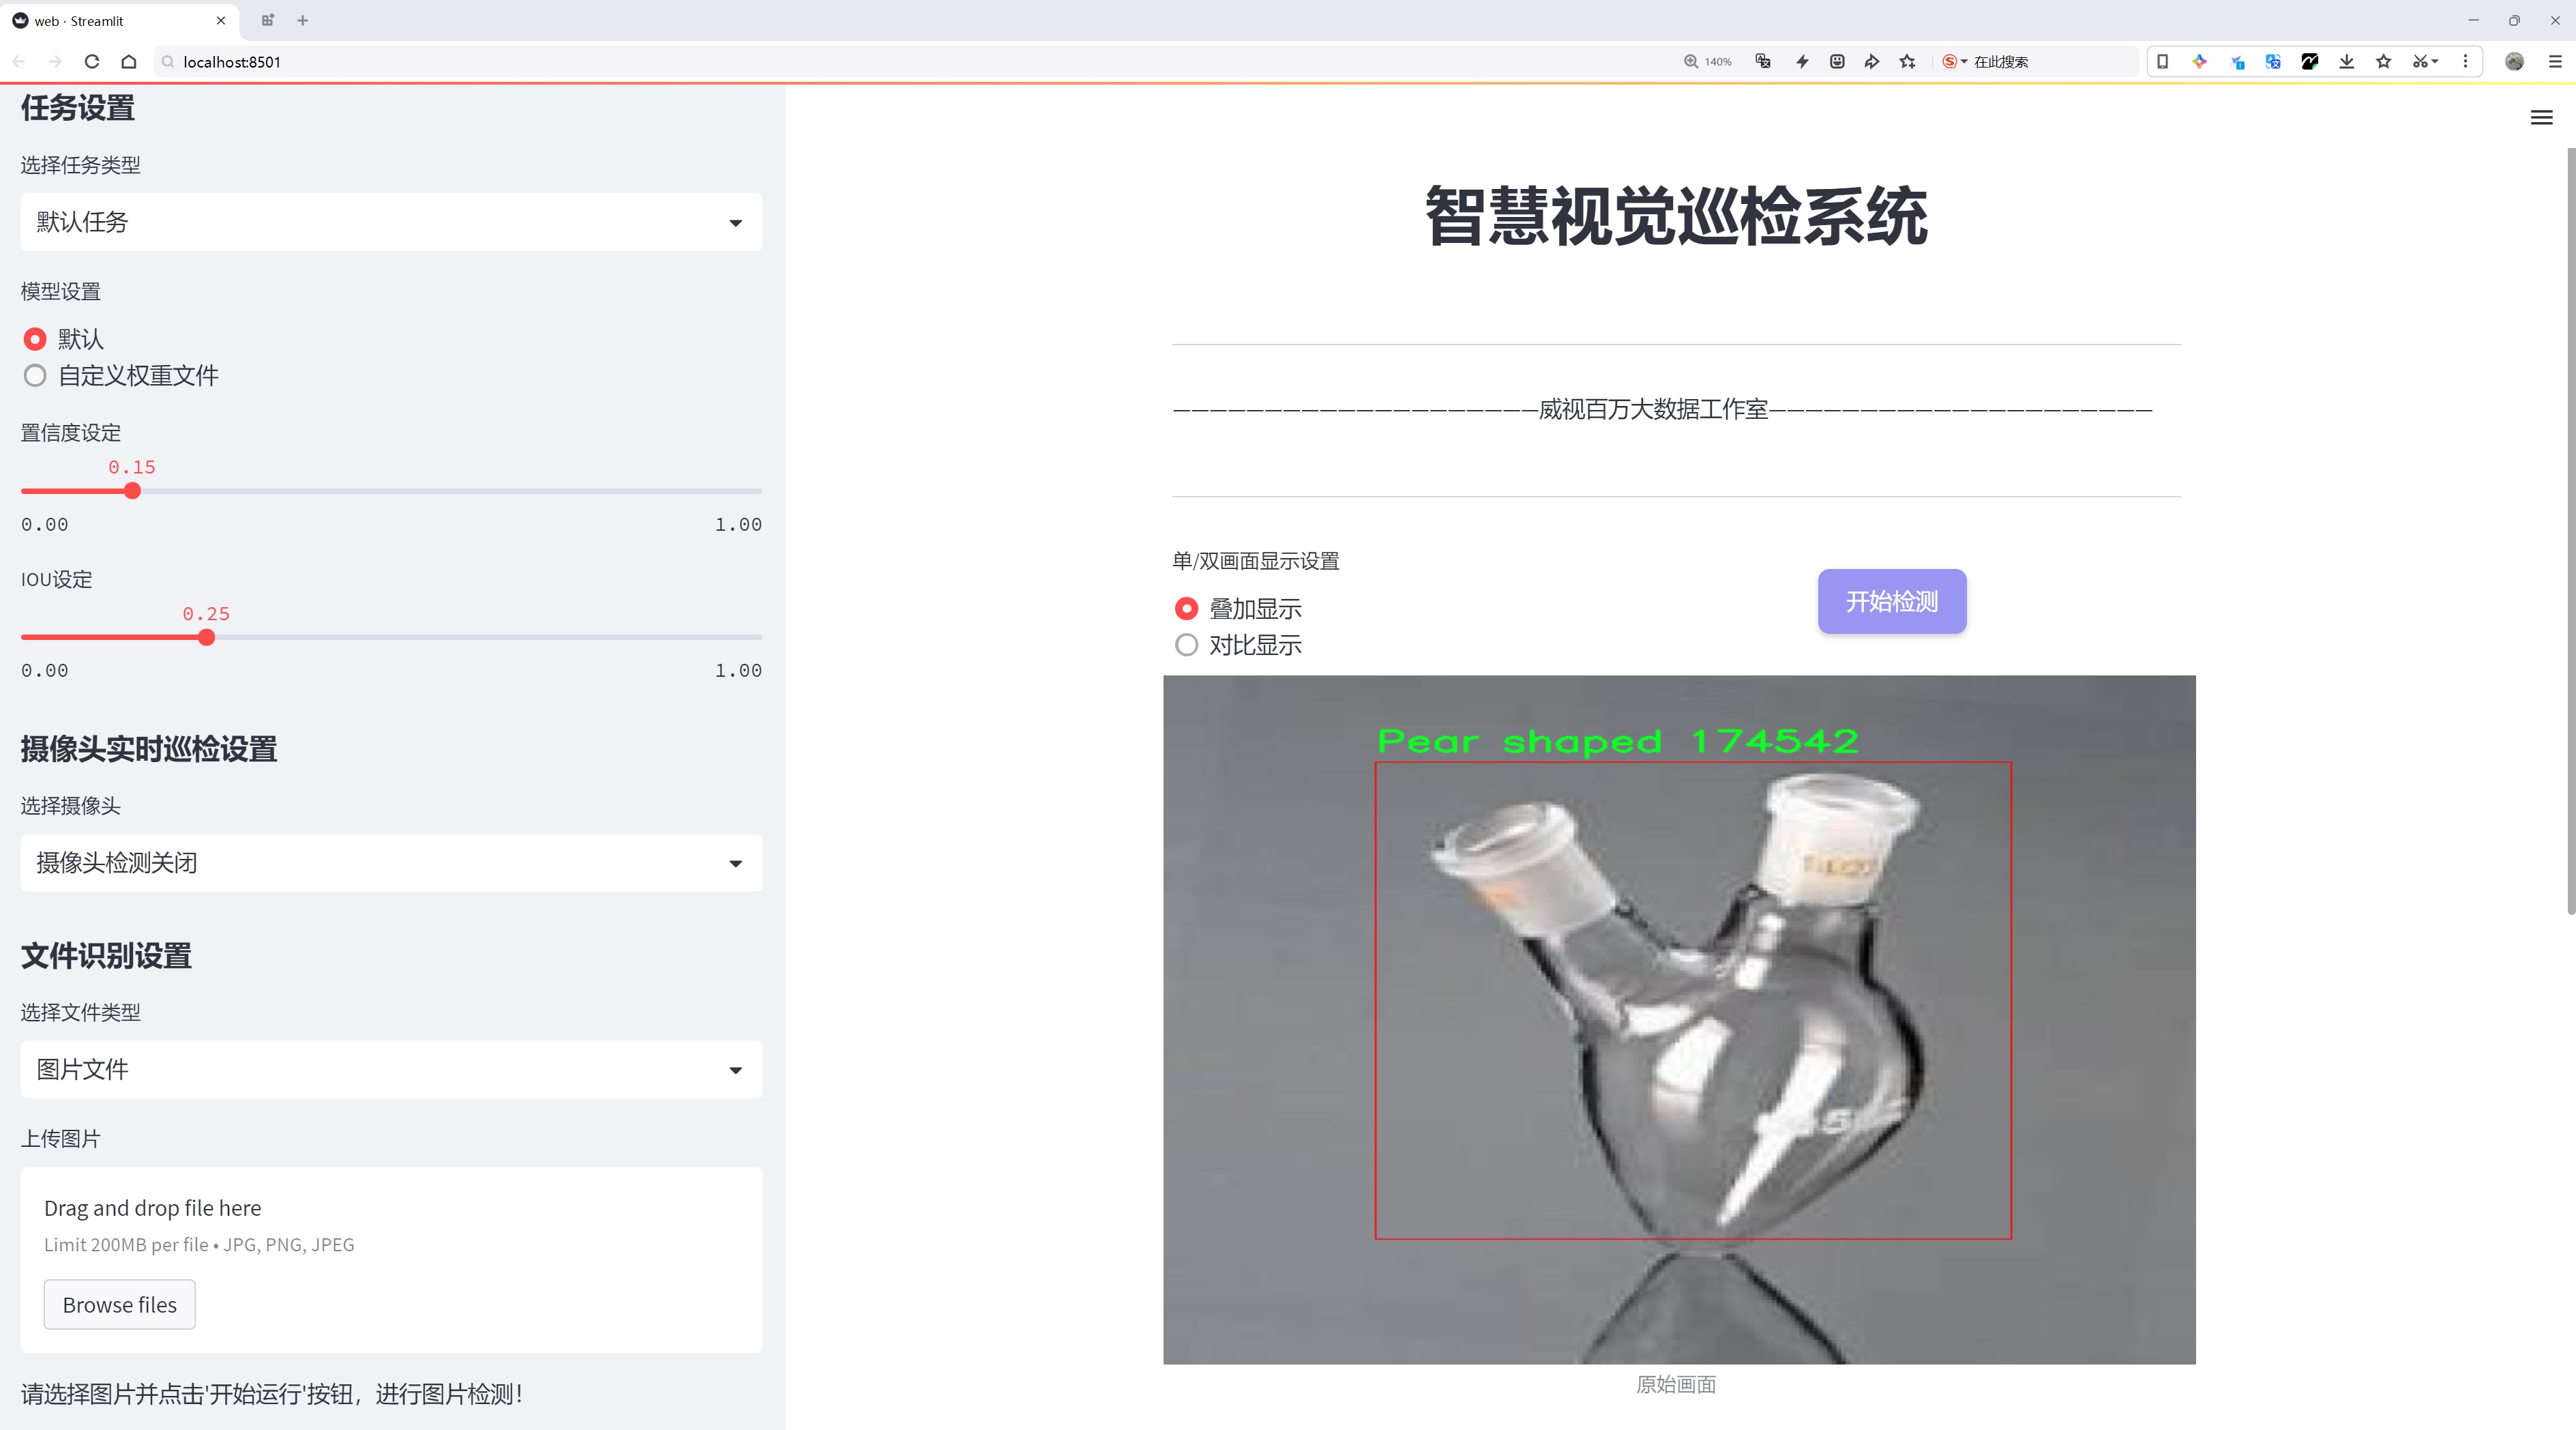 web · Streamlit
localhost:8501
140%
在此搜索
任务设置
选择任务类型
默认任务
模型设置
默认
自定义权重文件
置信度设定
0.15
0.00
1.00
IOU设定
0.25
0.00
1.00
摄像头实时巡检设置
选择摄像头
摄像头检测关闭
文件识别设置
选择文件类型
图片文件
上传图片
Drag and drop file here
Limit 200MB per file • JPG, PNG, JPEG
Browse files
请选择图片并点击'开始运行'按钮，进行图片检测！
智慧视觉巡检系统
—————————————————————威视百万大数据工作室——————————————————————
单/双画面显示设置
叠加显示
对比显示
开始检测
Pear shaped 174542
原始画面